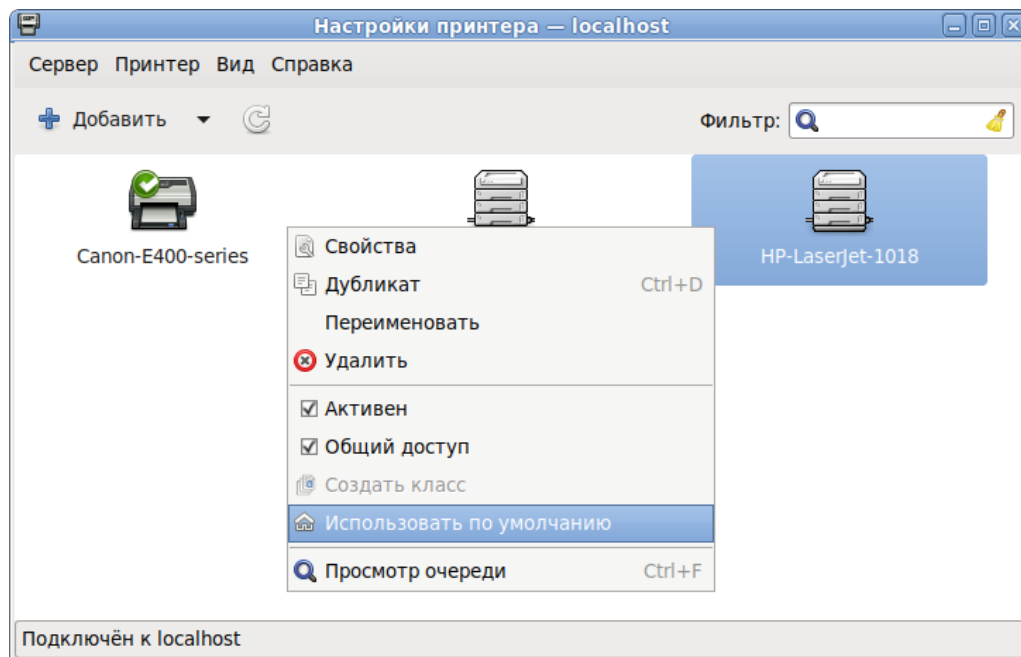 Настройки принтера — localhost
Сервер Принтер Вид Справка
Добавить
Фильтр:
Canon-E400-series
HP-LaserJet-1018
Свойства
Дубликат Ctrl+D
Переименовать
Удалить
Активен
Общий доступ
Создать класс
Использовать по умолчанию
Просмотр очереди Ctrl+F
Подключён к localhost